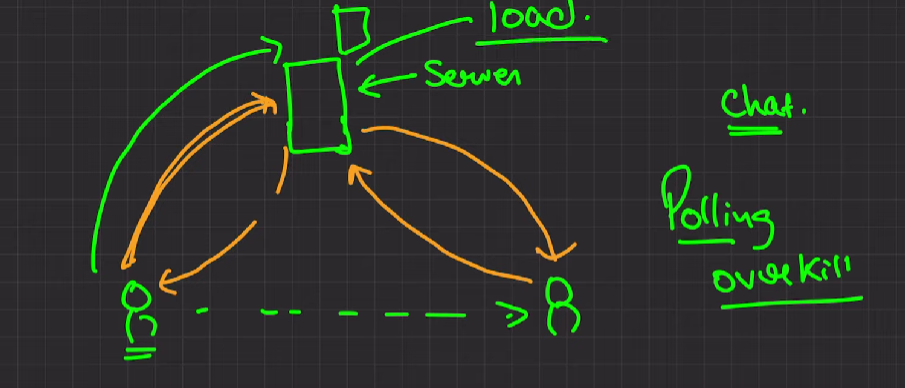 load.
Server
chat.
Polling
overkill